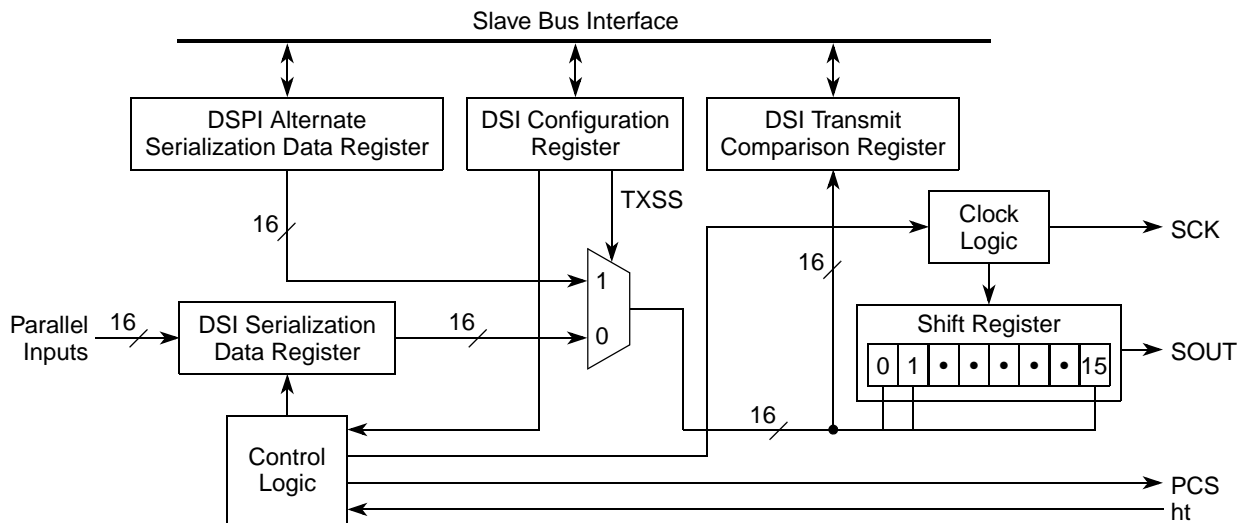 Slave Bus Interface
DSPI Alternate
Serialization Data Register
DSI Configuration
Register
DSI Transmit
Comparison Register
TXSS
16
Clock
Logic
SCK
16
1
Parallel
Inputs
16
DSI Serialization
Data Register
16
0
Shift Register
0 1 • • • • • 15
SOUT
16
Control
Logic
PCS
ht